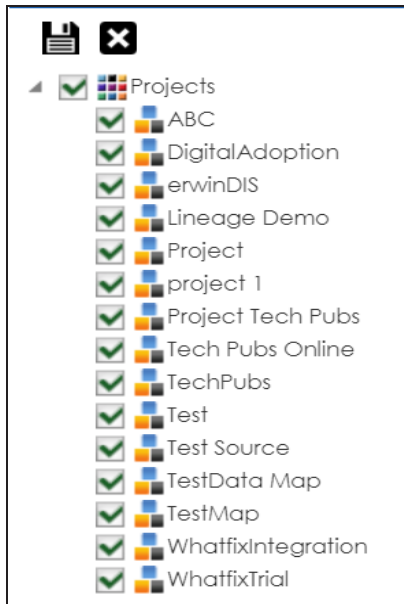 Projects
ABC
DigitalAdoption
erwinDIS
Lineage Demo
Project
project 1
Project Tech Pubs
Tech Pubs Online
TechPubs
Test
Test Source
TestData Map
TestMap
WhatfixIntegration
WhatfixTrial